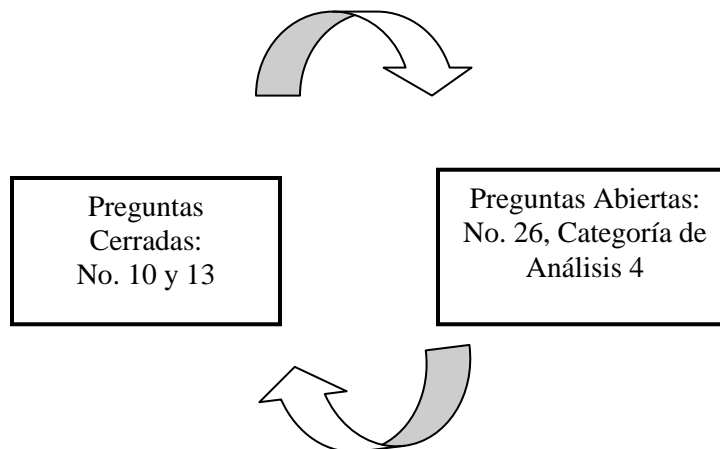 Preguntas
Cerradas:
No. 10 y 13
Preguntas Abiertas:
No. 26, Categoría de
Análisis 4